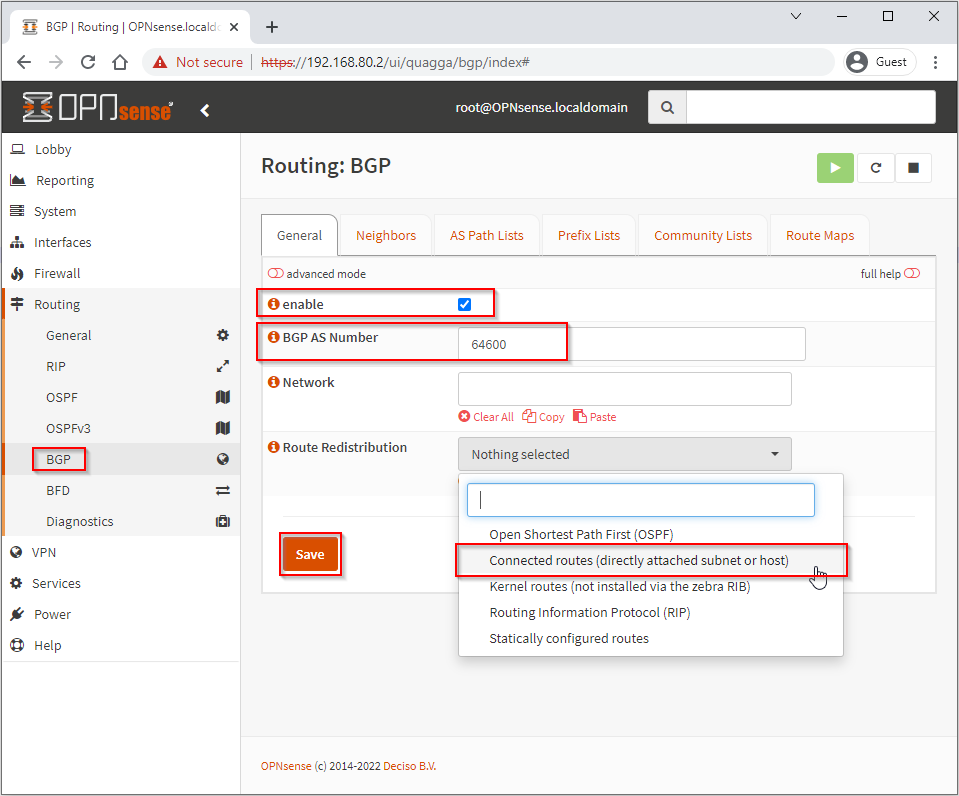 BGP | Routing | OPNsense.locald
Not secure https://192.168.80.2/ui/quagga/bgp/index# Guest
OPNsense root@OPNsense.localdomain
Lobby
Reporting
System
Interfaces
Firewall
Routing
General
RIP
OSPF
OSPFv3
BGP
BFD
Diagnostics
VPN
Services
Power
Help
Routing: BGP
General Neighbors AS Path Lists Prefix Lists Community Lists Route Maps
advanced mode full help
enable
BGP AS Number 64600
Network
Clear All Copy Paste
Route Redistribution Nothing selected
Open Shortest Path First (OSPF)
Save Connected routes (directly attached subnet or host)
Kernel routes (not installed via the zebra RIB)
Routing Information Protocol (RIP)
Statically configured routes
OPNsense (c) 2014-2022 Deciso B.V.